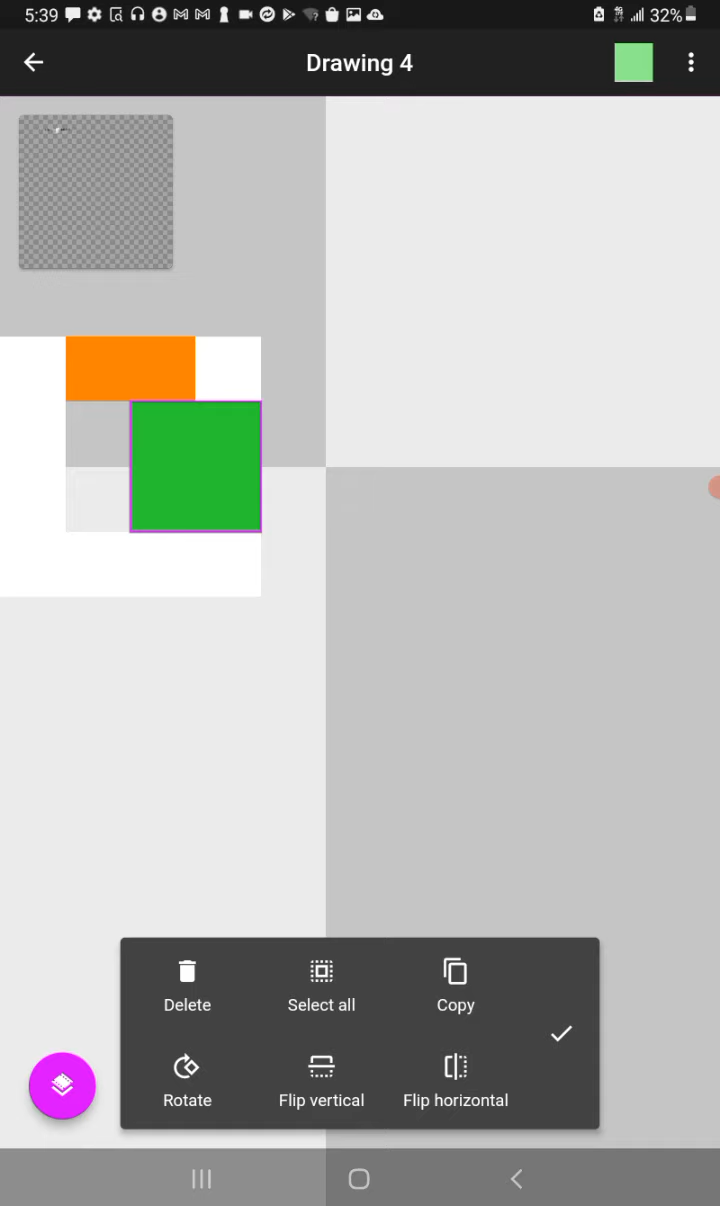 5:39
32%
Drawing 4
Delete
Select all
Copy
Rotate
Flip vertical
Flip horizontal